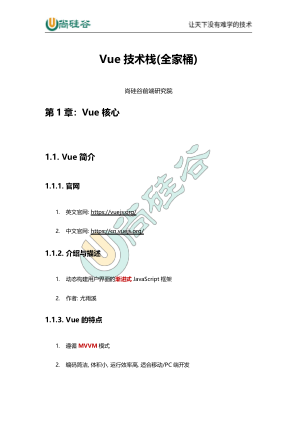 尚硅谷
让天下没有难学的技术
Vue 技术栈(全家桶)
尚硅谷前端研究院
第 1 章：Vue 核心
1.1. Vue 简介
1.1.1. 官网
1. 英文官网: https://vuejs.org/
2. 中文官网: https://cn.vuejs.org/
1.1.2. 介绍与描述
1. 动态构建用户界面的渐进式 JavaScript 框架
2. 作者: 尤雨溪
1.1.3. Vue 的特点
1. 遵循 MVVM 模式
2. 编码简洁, 体积小, 运行效率高, 适合移动/PC 端开发
尚硅谷